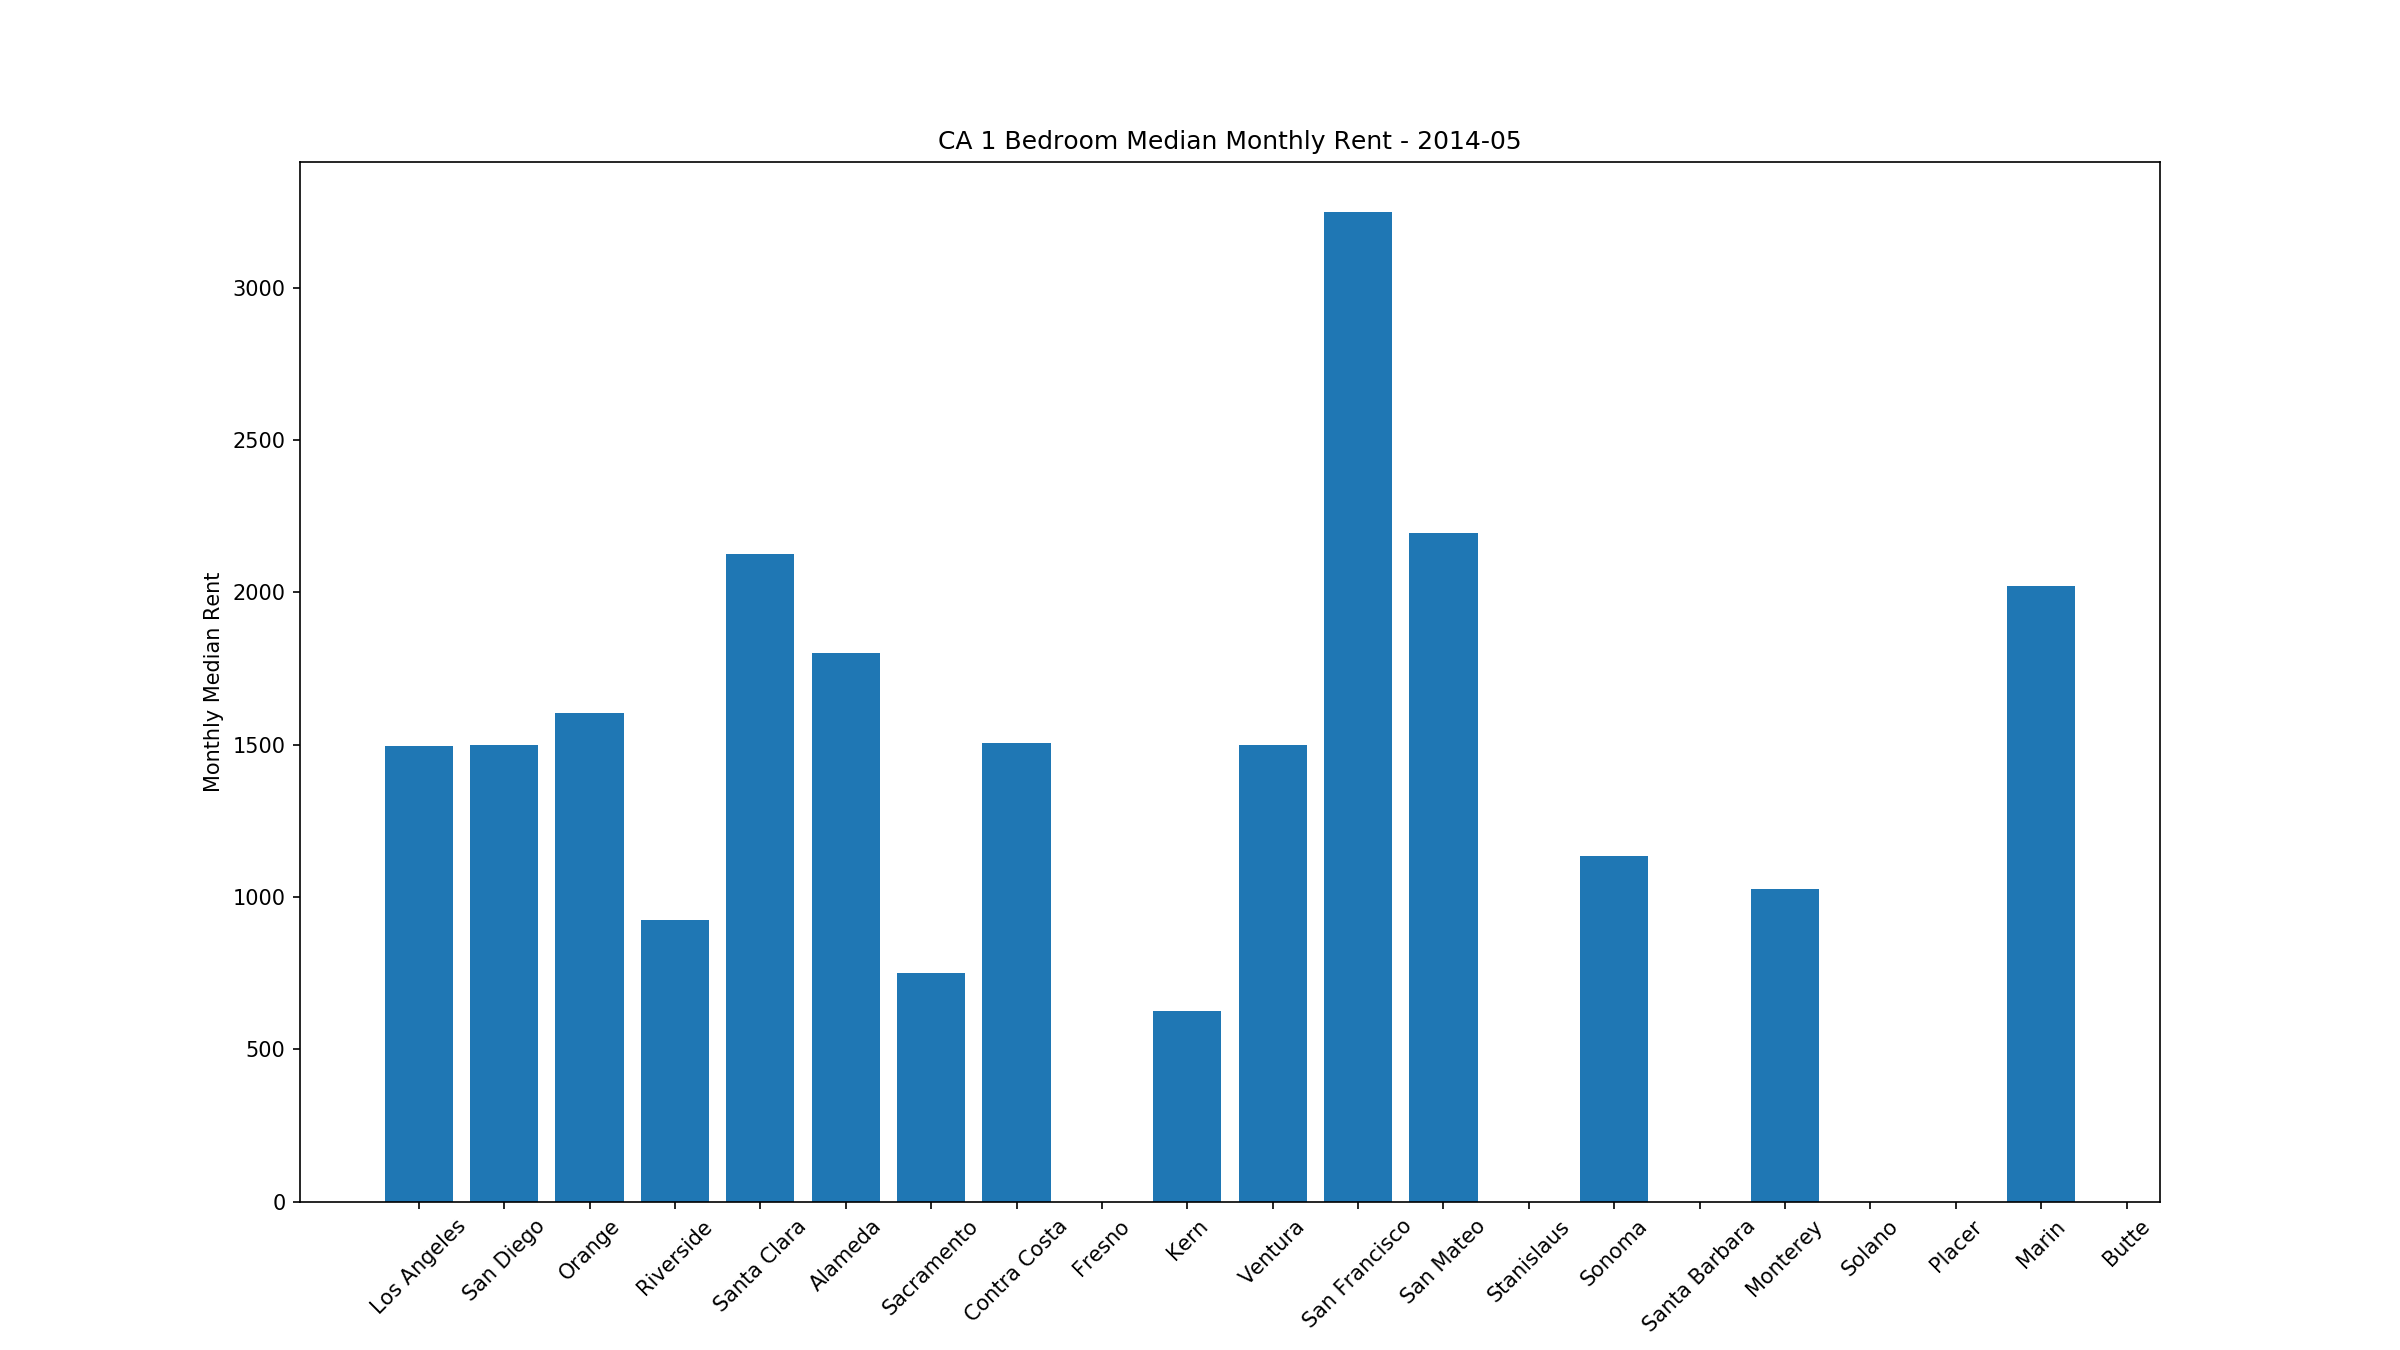 CA 1 Bedroom Median Monthly Rent - 2014-05
Monthly Median Rent
3000
2500
2000
1500
1000
500
0
Los Angeles
San Diego
Orange
Riverside
Santa Clara
Alameda
Sacramento
Contra Costa
Fresno
Kern
Ventura
San Francisco
San Mateo
Stanislaus
Sonoma
Santa Barbara
Monterey
Solano
Placer
Marin
Butte